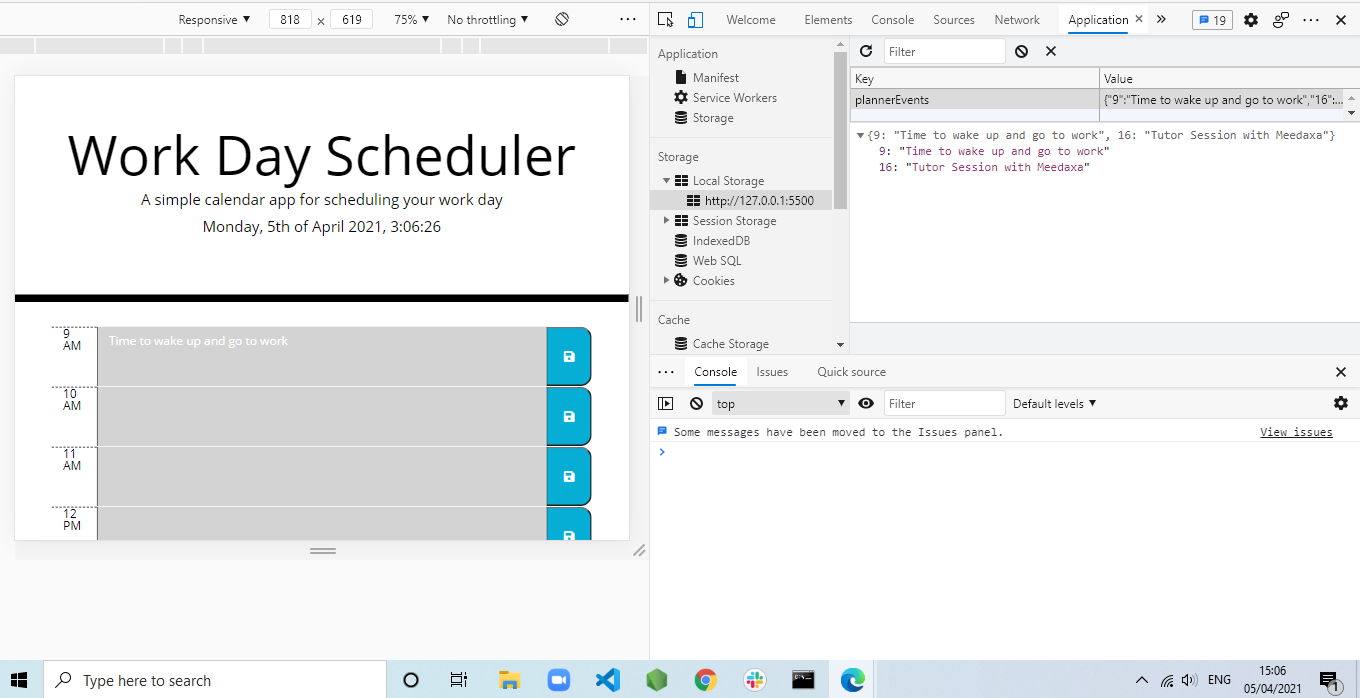 Responsive ▼ 818 × 619 75% ▼ No throttling ▼
Welcome Elements Console Sources Network Application × » 19
Work Day Scheduler
A simple calendar app for scheduling your work day
Monday, 5th of April 2021, 3:06:26
9
AM
Time to wake up and go to work
10
AM
11
AM
12
PM
Application
Manifest
Service Workers
Storage
Storage
Local Storage
http://127.0.0.1:5500
Session Storage
IndexedDB
Web SQL
Cookies
Cache
Cache Storage
Filter
Key Value
plannerEvents {"9":"Time to wake up and go to work","16":...
{9: "Time to wake up and go to work", 16: "Tutor Session with Meedaxa"}
9: "Time to wake up and go to work"
16: "Tutor Session with Meedaxa"
Console Issues Quick source
top ▼ Filter Default levels ▼
Some messages have been moved to the Issues panel. View issues
Type here to search
ENG
15:06
05/04/2021
1